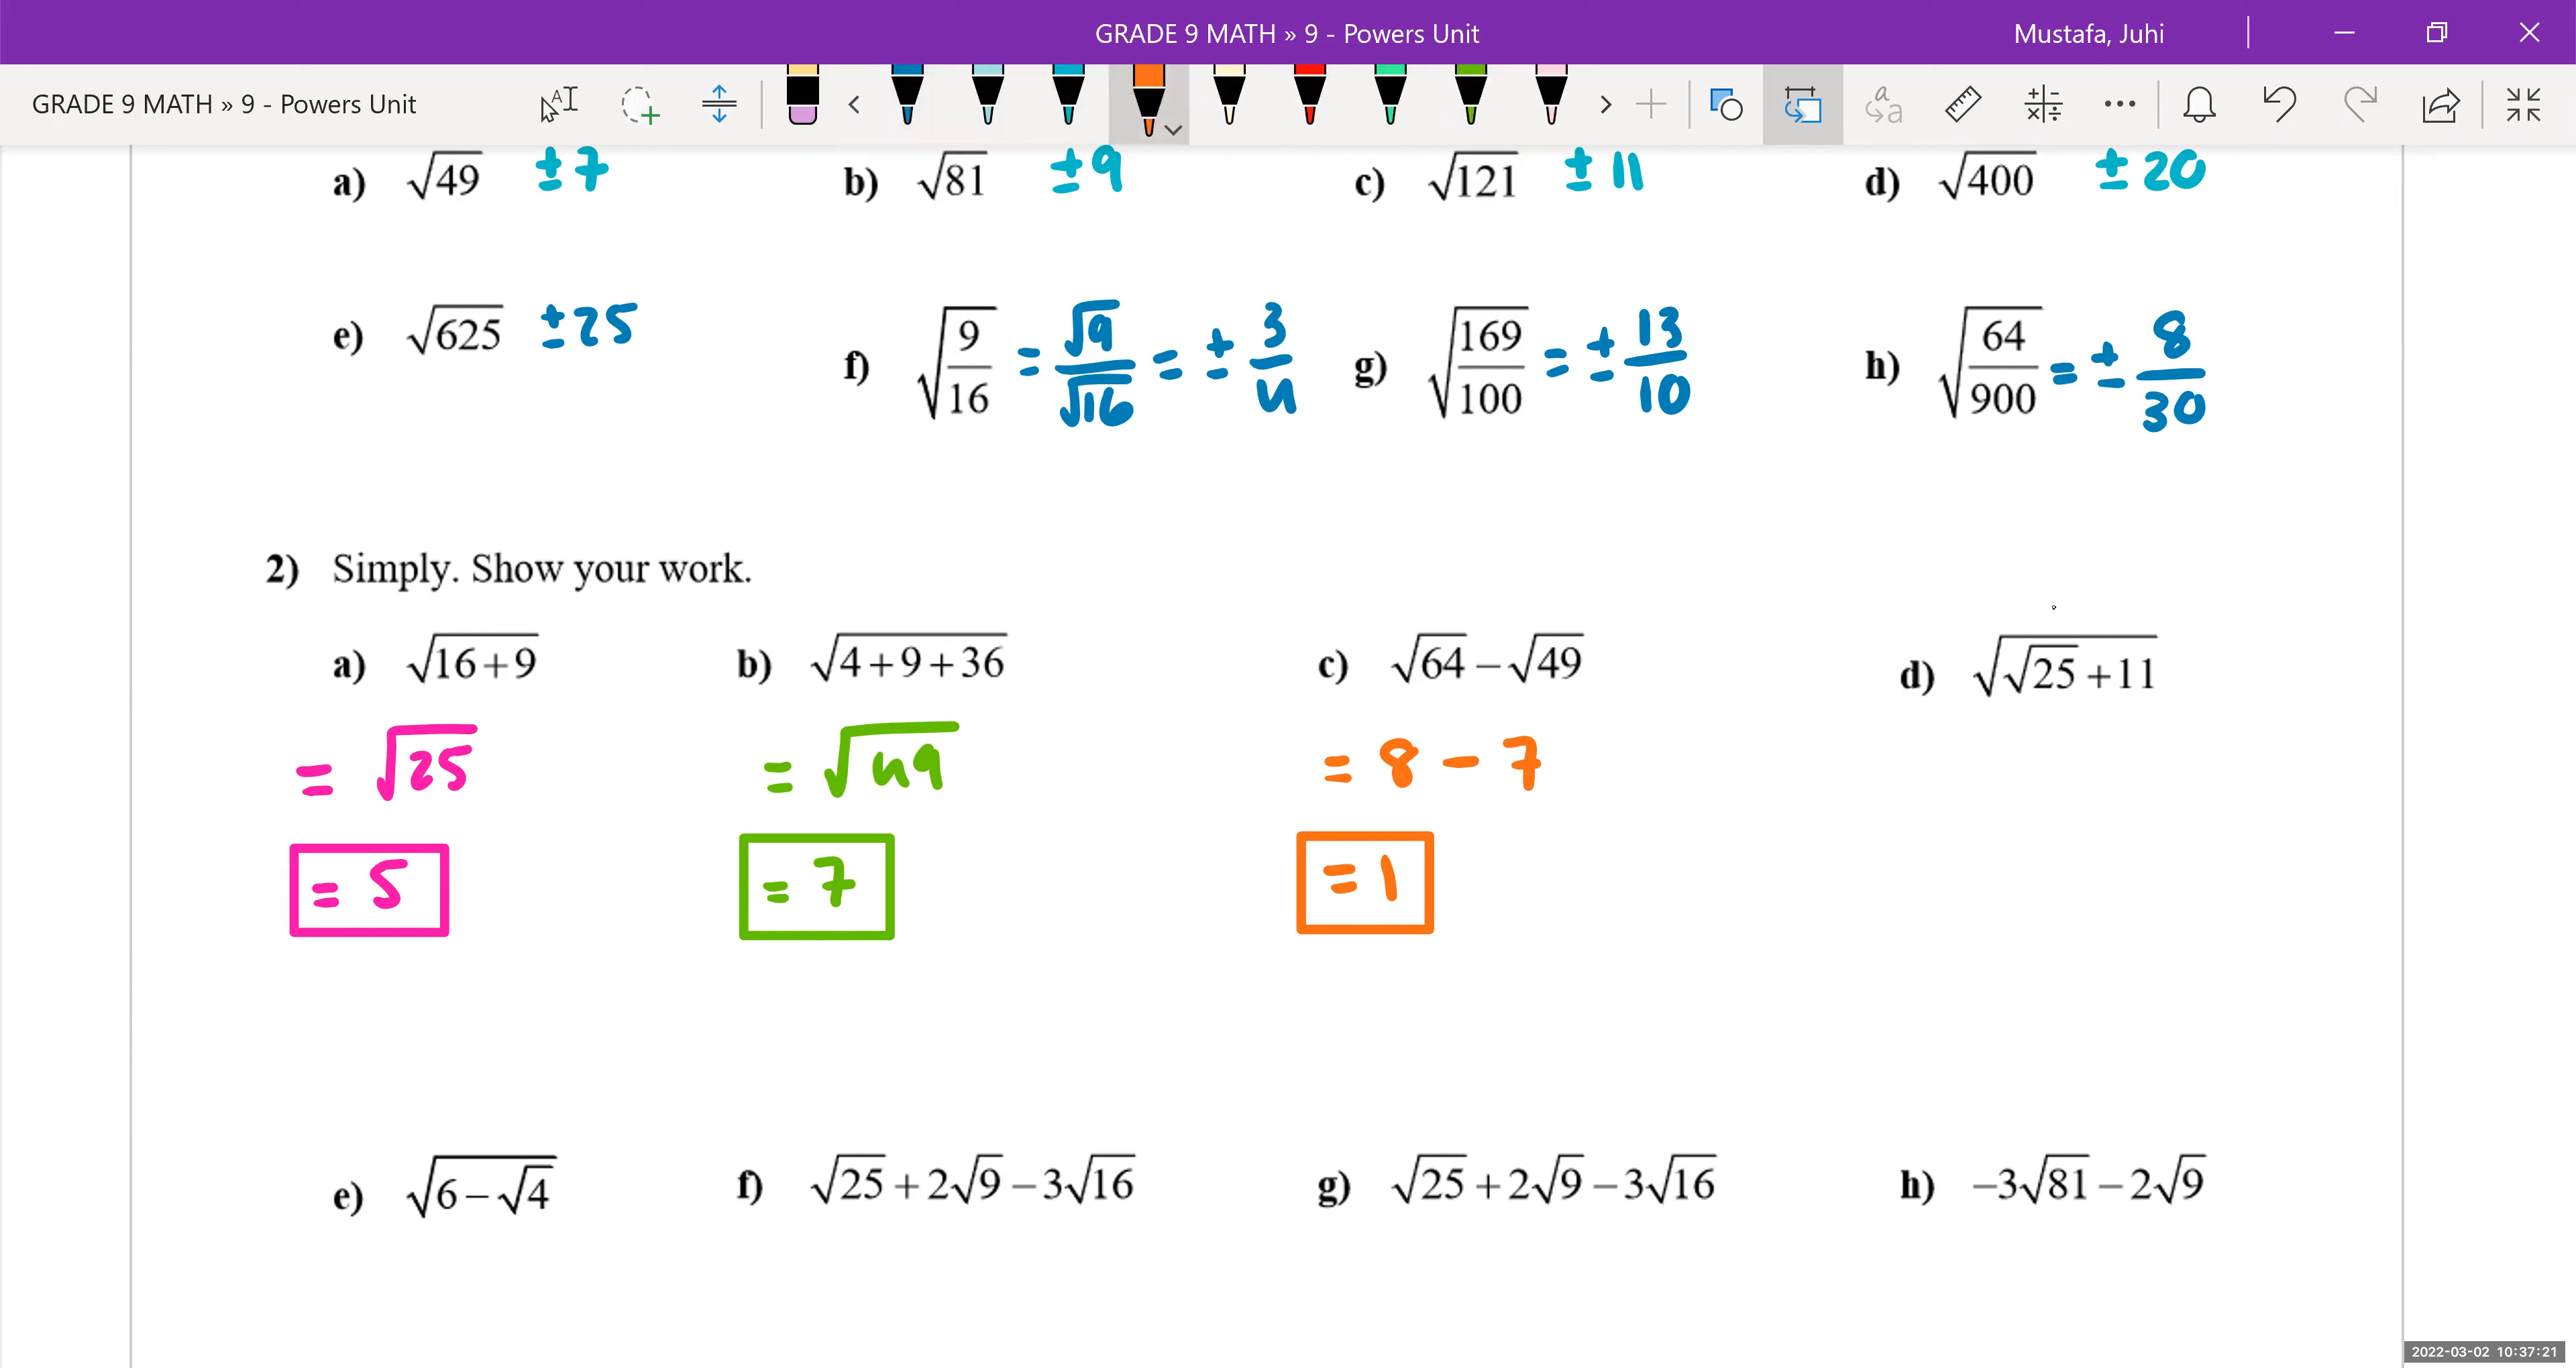 GRADE 9 MATH » 9 - Powers Unit
Mustafa, Juhi
GRADE 9 MATH » 9 - Powers Unit
a) √49 ±7 b) √81 ±9 c) √121 ±11 d) √400 ±20
e) √625 ±25 f) √(9/16) = √9/√16 = ± 3/4 g) √(169/100) = ± 13/10 h) √(64/900) = ± 8/30
2) Simply. Show your work.
a) √(16+9) b) √(4+9+36) c) √64 – √49 d) √(√25+11)
= √25 = √49 = 8 - 7
= 5 = 7 = 1
e) √(6–√4) f) √25+2√9–3√16 g) √25+2√9–3√16 h) –3√81–2√9
2022-03-02 10:37:21